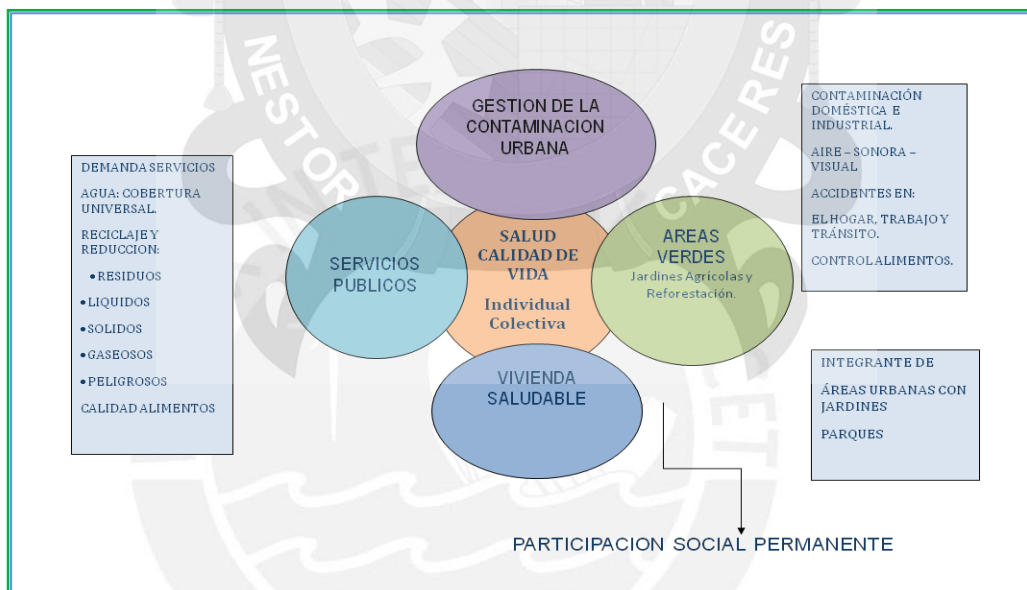 NESTOR
CACERES
GESTION DE LA
CONTAMINACION
URBANA
DEMANDA SERVICIOS
AGUA: COBERTURA
UNIVERSAL.
RECICLAJE Y
REDUCCION:
•RESIDUOS
•LIQUIDOS
•SOLIDOS
•GASEOSOS
•PELIGROSOS
CALIDAD ALIMENTOS
SERVICIOS
PUBLICOS
SALUD
CALIDAD DE
VIDA
Individual
Colectiva
AREAS
VERDES
Jardines Agrícolas y
Reforestación.
VIVIENDA
SALUDABLE
CONTAMINACIÓN
DOMÉSTICA E
INDUSTRIAL.
AIRE – SONORA –
VISUAL
ACCIDENTES EN:
EL HOGAR, TRABAJO Y
TRÁNSITO.
CONTROL ALIMENTOS.
INTEGRANTE DE
ÁREAS URBANAS CON
JARDINES
PARQUES
PARTICIPACION SOCIAL PERMANENTE